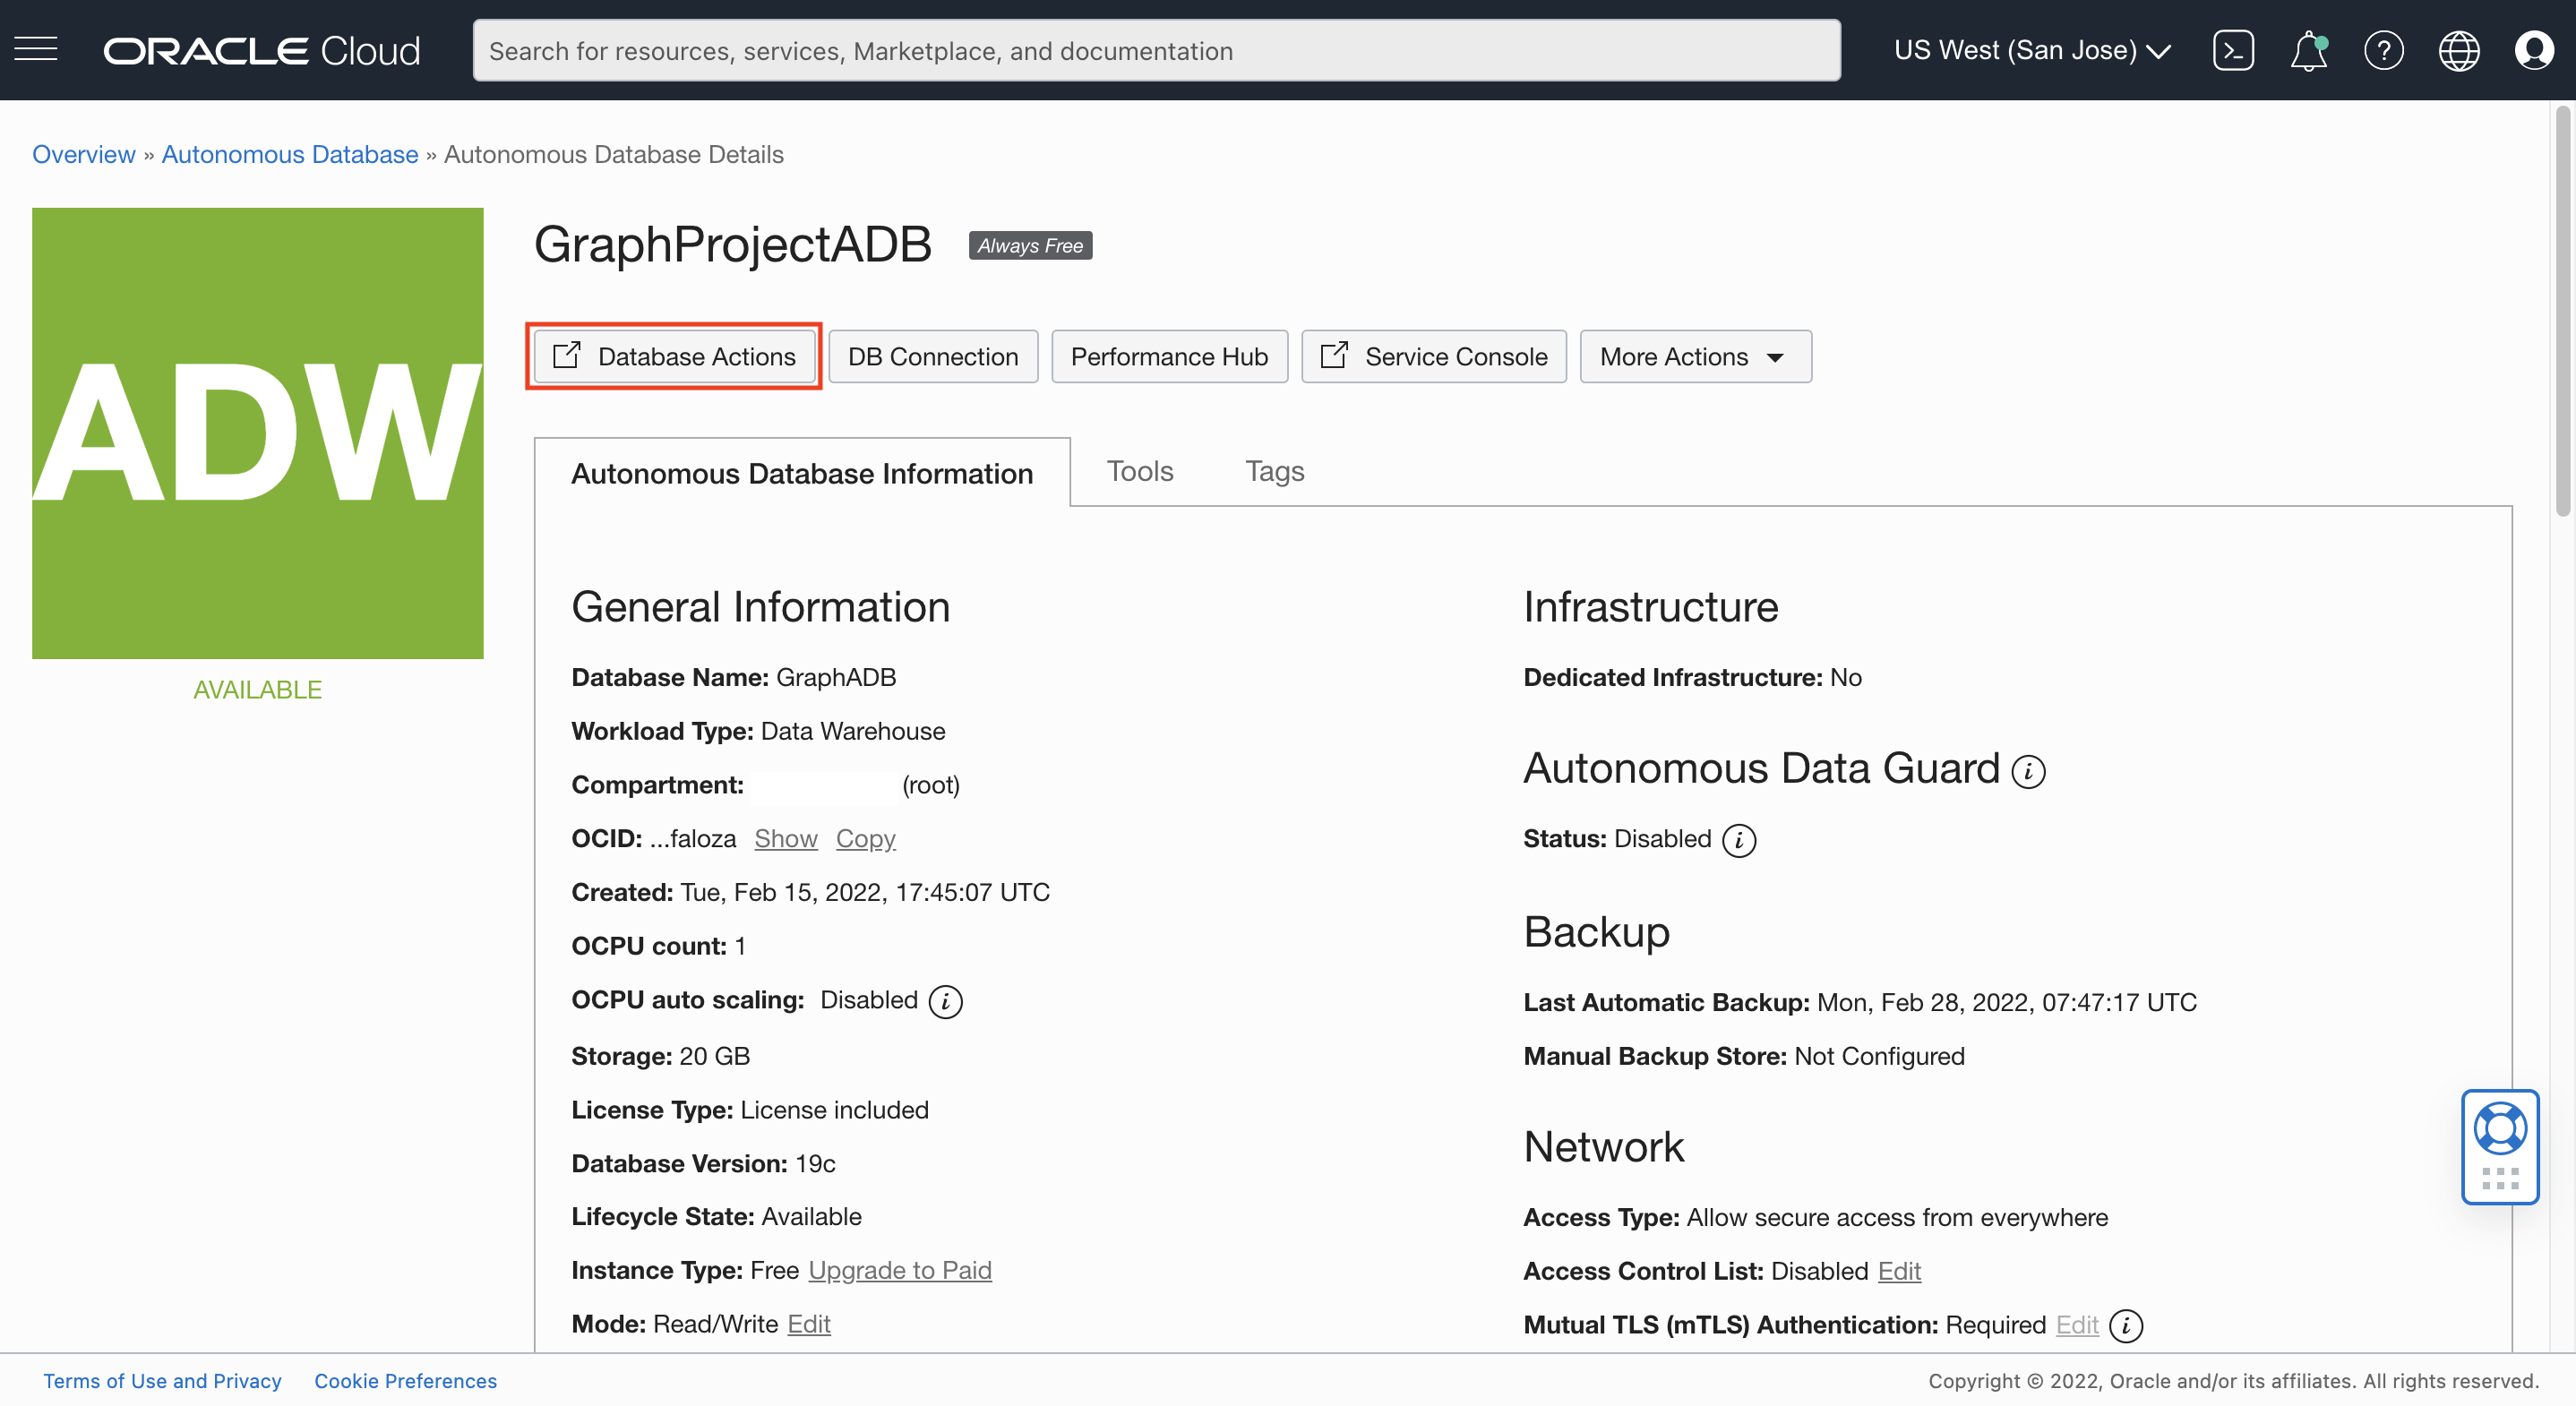 ORACLE Cloud
Search for resources, services, Marketplace, and documentation
US West (San Jose)
Overview » Autonomous Database » Autonomous Database Details
ADW
AVAILABLE
GraphProjectADB
Always Free
Database Actions
DB Connection
Performance Hub
Service Console
More Actions
Autonomous Database Information
Tools
Tags
General Information
Database Name: GraphADB
Workload Type: Data Warehouse
Compartment: (root)
OCID: ...faloza Show Copy
Created: Tue, Feb 15, 2022, 17:45:07 UTC
OCPU count: 1
OCPU auto scaling: Disabled i
Storage: 20 GB
License Type: License included
Database Version: 19c
Lifecycle State: Available
Instance Type: Free Upgrade to Paid
Mode: Read/Write Edit
Infrastructure
Dedicated Infrastructure: No
Autonomous Data Guard i
Status: Disabled i
Backup
Last Automatic Backup: Mon, Feb 28, 2022, 07:47:17 UTC
Manual Backup Store: Not Configured
Network
Access Type: Allow secure access from everywhere
Access Control List: Disabled Edit
Mutual TLS (mTLS) Authentication: Required Edit i
Terms of Use and Privacy
Cookie Preferences
Copyright © 2022, Oracle and/or its affiliates. All rights reserved.